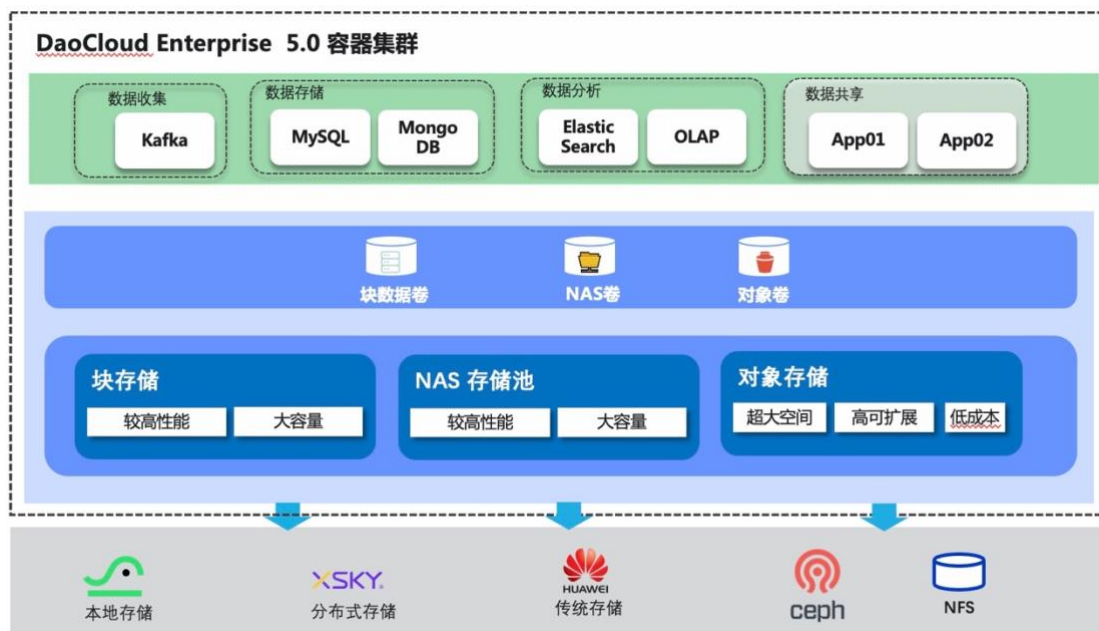 DaoCloud Enterprise 5.0 容器集群
数据收集
Kafka
数据存储
MySQL
Mongo
DB
数据分析
Elastic
Search
OLAP
数据共享
App01
App02
块数据卷
NAS卷
对象卷
块存储
较高性能
大容量
NAS 存储池
较高性能
大容量
对象存储
超大空间
高可扩展
低成本
本地存储
XSKY
分布式存储
HUAWEI
传统存储
ceph
NFS